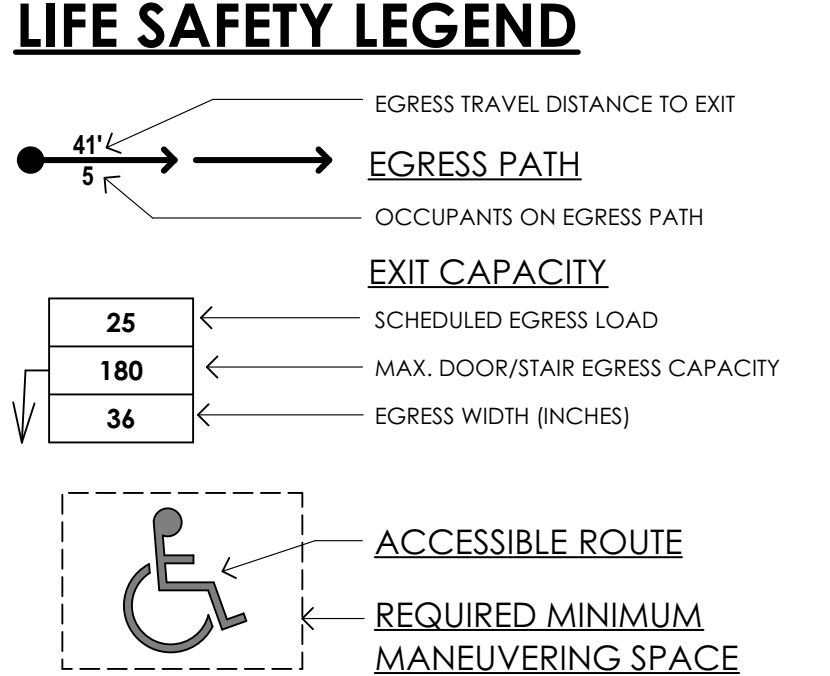 LIFE SAFETY LEGEND
EGRESS TRAVEL DISTANCE TO EXIT
41'
EGRESS PATH
5
OCCUPANTS ON EGRESS PATH
EXIT CAPACITY
25
SCHEDULED EGRESS LOAD
180
MAX. DOOR/STAIR EGRESS CAPACITY
36
EGRESS WIDTH (INCHES)
ACCESSIBLE ROUTE
REQUIRED MINIMUM
MANEUVERING SPACE